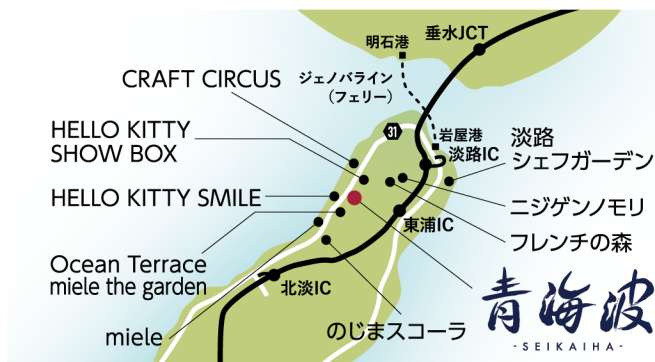 明石港
垂水JCT
ジェノバライン
（フェリー）
CRAFT CIRCUS
HELLO KITTY
SHOW BOX
31
岩屋港
淡路IC
淡路
シェフガーデン
HELLO KITTY SMILE
ニジゲンノモリ
東浦IC
フレンチの森
Ocean Terrace
miele the garden
北淡IC
miele
のじまスコーラ
青海波
-SEIKAIHA-